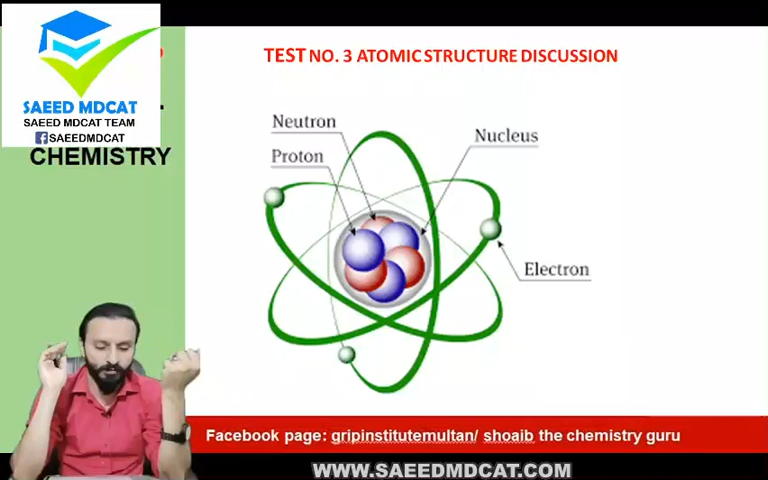 TEST NO. 3 ATOMIC STRUCTURE DISCUSSION
SAEED MDCAT
SAEED MDCAT TEAM
SAEEDMDCAT
CHEMISTRY
Neutron
Nucleus
Proton
Electron
Facebook page: gripinstitutemultan/ shoaib the chemistry guru
WWW.SAEEDMDCAT.COM